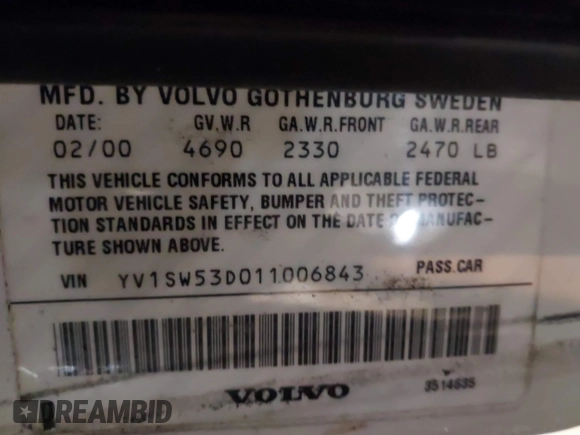 MFD. BY VOLVO GOTHENBURG SWEDEN
DATE: GV.W.R GA.W.R.FRONT GA.W.R.REAR
02/00 4690 2330 2470 LB
THIS VEHICLE CONFORMS TO ALL APPLICABLE FEDERAL
MOTOR VEHICLE SAFETY, BUMPER AND THEFT PROTEC-
TION STANDARDS IN EFFECT ON THE DATE MANUFAC-
TURE SHOWN ABOVE.
VIN YV1SW53D011006843 PASS.CAR
VOLVO 3514635
DREAMBID